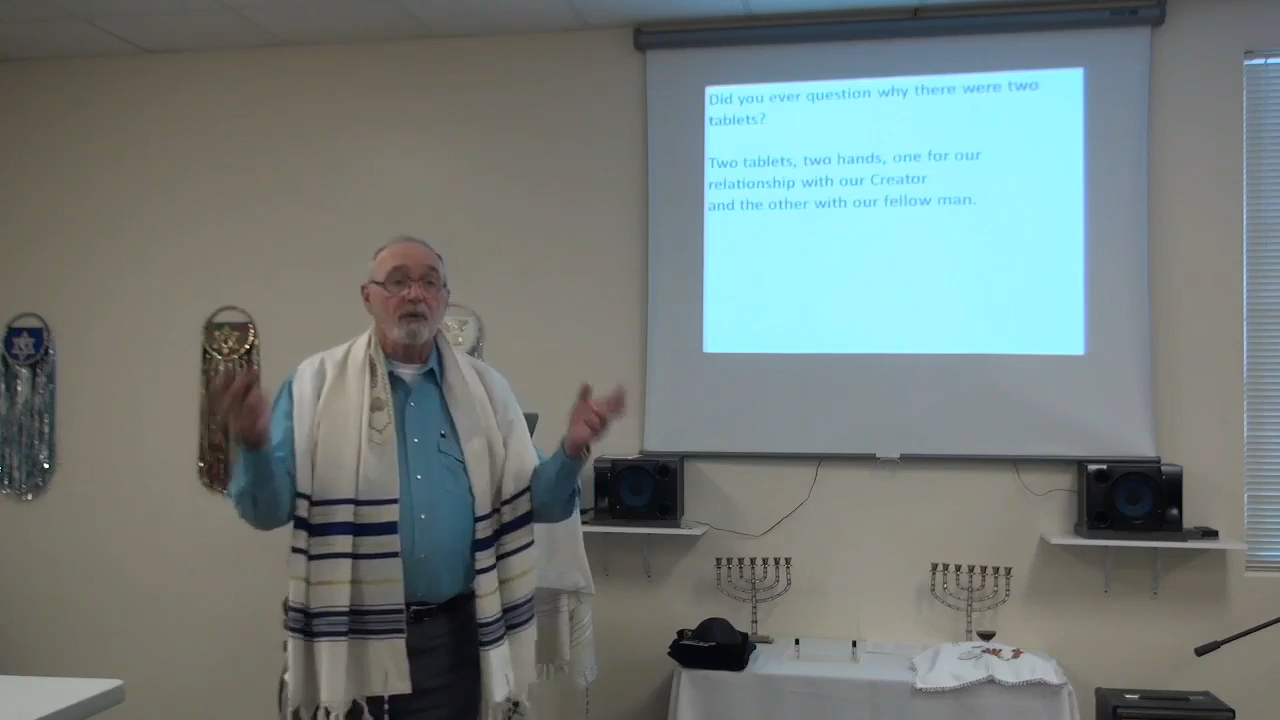 Did you ever question why there were two
tablets?
Two tablets, two hands, one for our
relationship with our Creator
and the other with our fellow man.